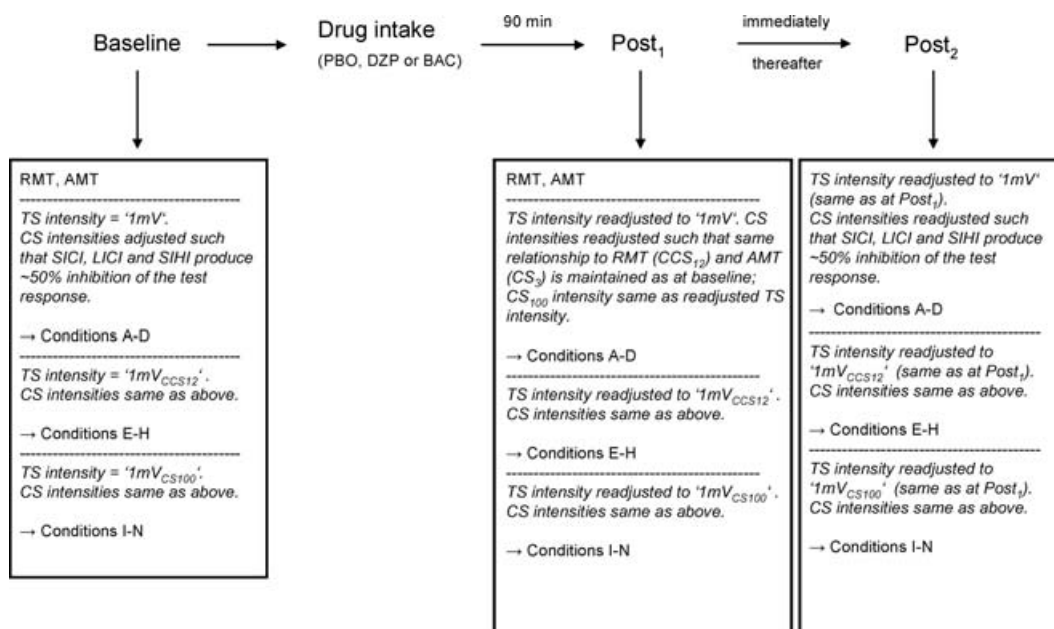 Baseline
Drug intake
(PBO, DZP or BAC)
90 min
Post₁
immediately
thereafter
Post₂
RMT, AMT
TS intensity = '1mV'.
CS intensities adjusted such
that SICI, LICI and SIHI produce
~50% inhibition of the test
response.
→ Conditions A-D
TS intensity = '1mV_CCS12'.
CS intensities same as above.
→ Conditions E-H
TS intensity = '1mV_CS100'.
CS intensities same as above.
→ Conditions I-N
RMT, AMT
TS intensity readjusted to '1mV'. CS
intensities readjusted such that same
relationship to RMT (CCS₁₂) and AMT
(CS₃) is maintained as at baseline;
CS₁₀₀ intensity same as readjusted TS
intensity.
→ Conditions A-D
TS intensity readjusted to '1mV_CCS12'.
CS intensities same as above.
→ Conditions E-H
TS intensity readjusted to '1mV_CS100'.
CS intensities same as above.
→ Conditions I-N
TS intensity readjusted to '1mV'
(same as at Post₁).
CS intensities readjusted such
that SICI, LICI and SIHI produce
~50% inhibition of the test
response.
→ Conditions A-D
TS intensity readjusted to
'1mV_CCS12' (same as at Post₁).
CS intensities same as above.
→ Conditions E-H
TS intensity readjusted to
'1mV_CS100' (same as at Post₁).
CS intensities same as above.
→ Conditions I-N